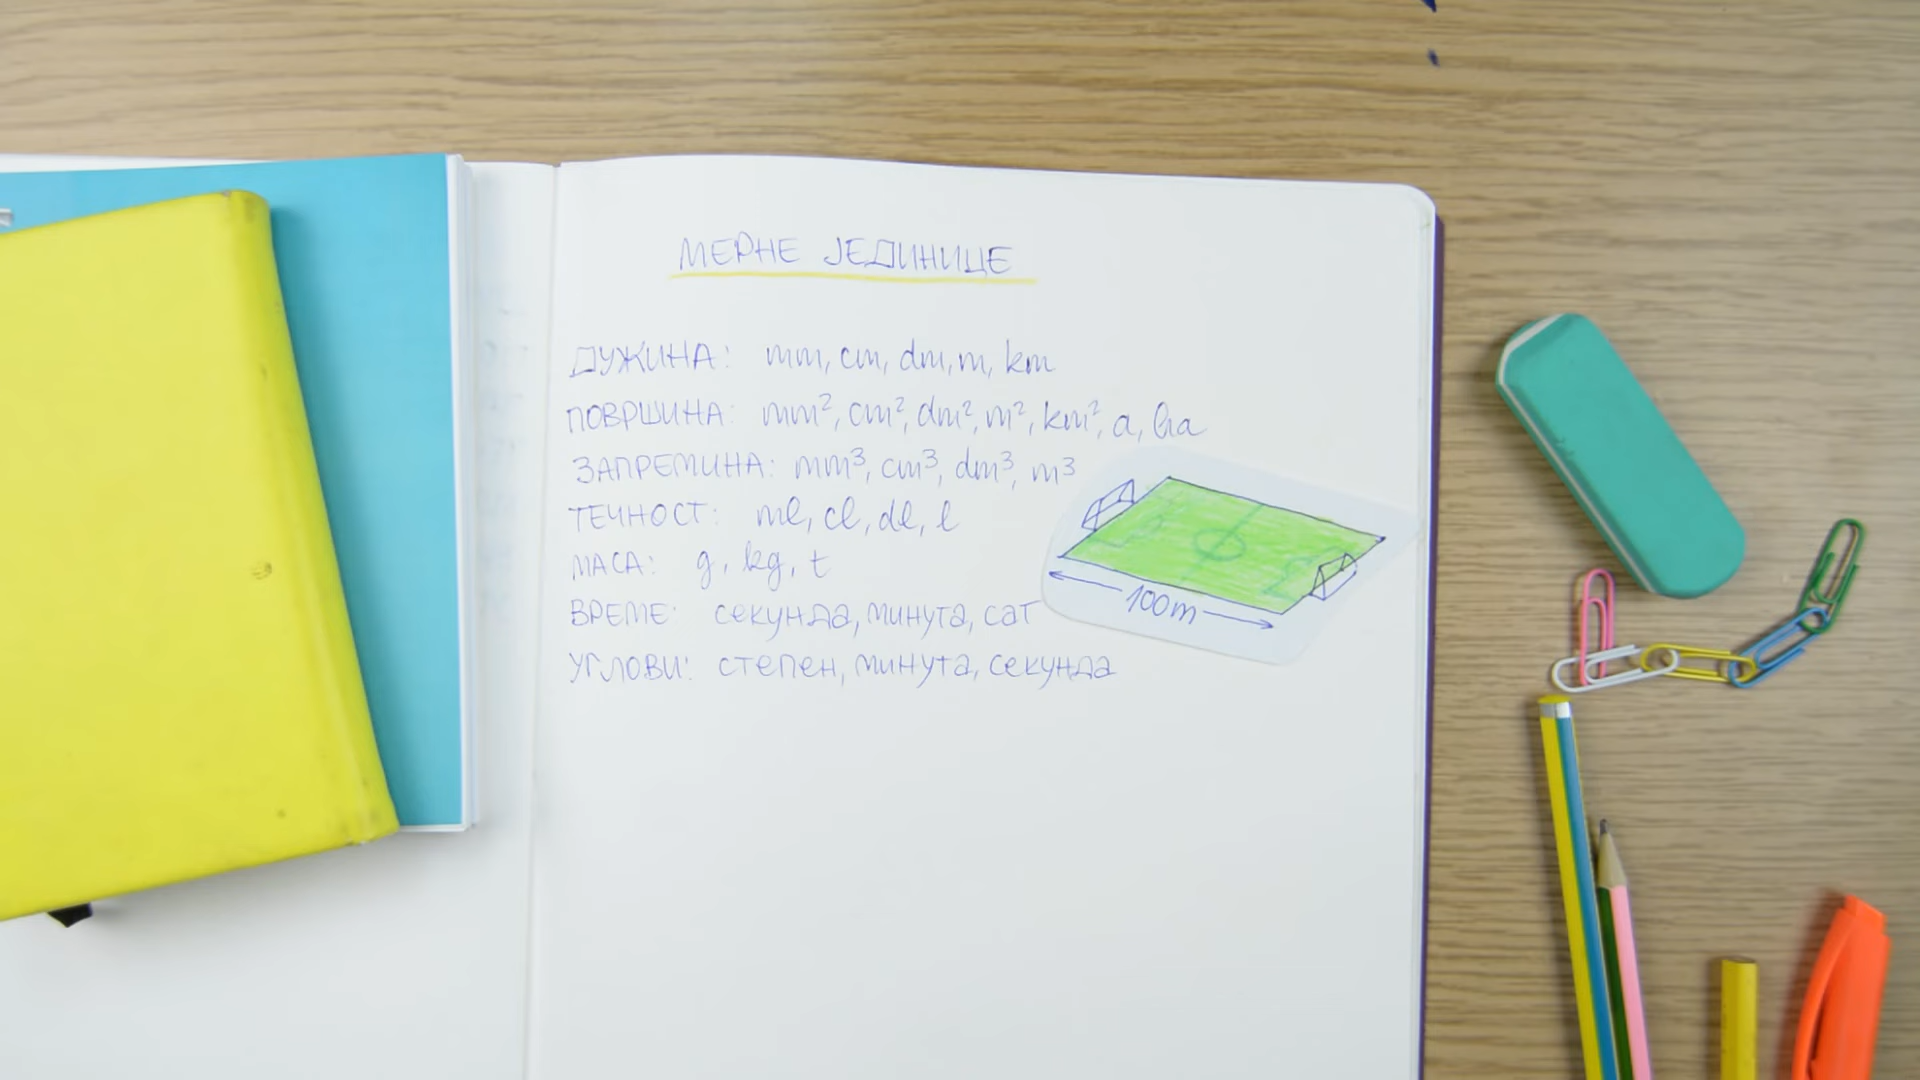 МЕРНЕ ЈЕДИНИЦЕ
ДУЖИНА: mm, cm, dm, m, km
ПОВРШИНА: mm², cm², dm², m², km², a, ha
ЗАПРЕМИНА: mm³, cm³, dm³, m³
ТЕЧНОСТ: ml, cl, dl, l
МАСА: g, kg, t
ВРЕМЕ: секунда, минута, сат
УГЛОВИ: степен, минута, секунда
100m